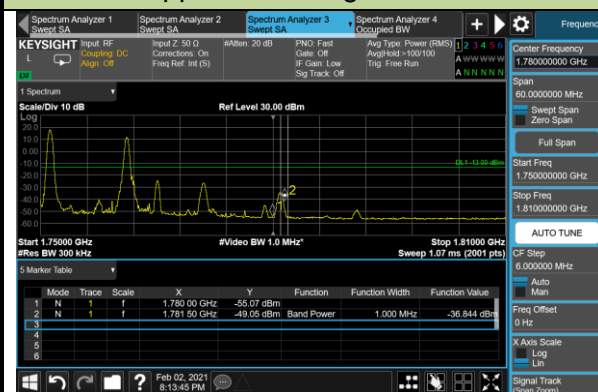 Spectrum Analyzer 1
Swept SA
Spectrum Analyzer 2
Swept SA
Spectrum Analyzer 3
Swept SA
Spectrum Analyzer 4
Occupied BW
Frequenc
KEYSIGHT
L
LXI
Input: RF
Coupling: DC
Align: Off
Input Z: 50 Ω
Corrections: On
Freq Ref: Int (S)
#Atten: 20 dB
PNO: Fast
Gate: Off
IF Gain: Low
Sig Track: Off
Avg Type: Power (RMS)
Avg|Hold:>100/100
Trig: Free Run
1 2 3 4 5 6
A W W W W W
A N N N N N
Center Frequency
1.780000000 GHz
Span
60.0000000 MHz
Swept Span
Zero Span
Full Span
Start Freq
1.750000000 GHz
Stop Freq
1.810000000 GHz
AUTO TUNE
CF Step
6.000000 MHz
Auto
Man
Freq Offset
0 Hz
X Axis Scale
Log
Lin
Signal Track
(Span Zoom)
1 Spectrum
Scale/Div 10 dB
Ref Level 30.00 dBm
Log
20.0
10.0
0.00
-10.0
-20.0
-30.0
-40.0
-50.0
-60.0
DL1 -13.00 dBm
2
Start 1.75000 GHz
#Video BW 1.0 MHz*
Stop 1.81000 GHz
#Res BW 300 kHz
Sweep 1.07 ms (2001 pts)
5 Marker Table
Mode Trace Scale X Y Function Function Width Function Value
1 N 1 f 1.780 00 GHz -55.07 dBm
2 N 1 f 1.781 50 GHz -49.05 dBm Band Power 1.000 MHz -36.844 dBm
3
4
5
6
Feb 02, 2021
8:13:45 PM